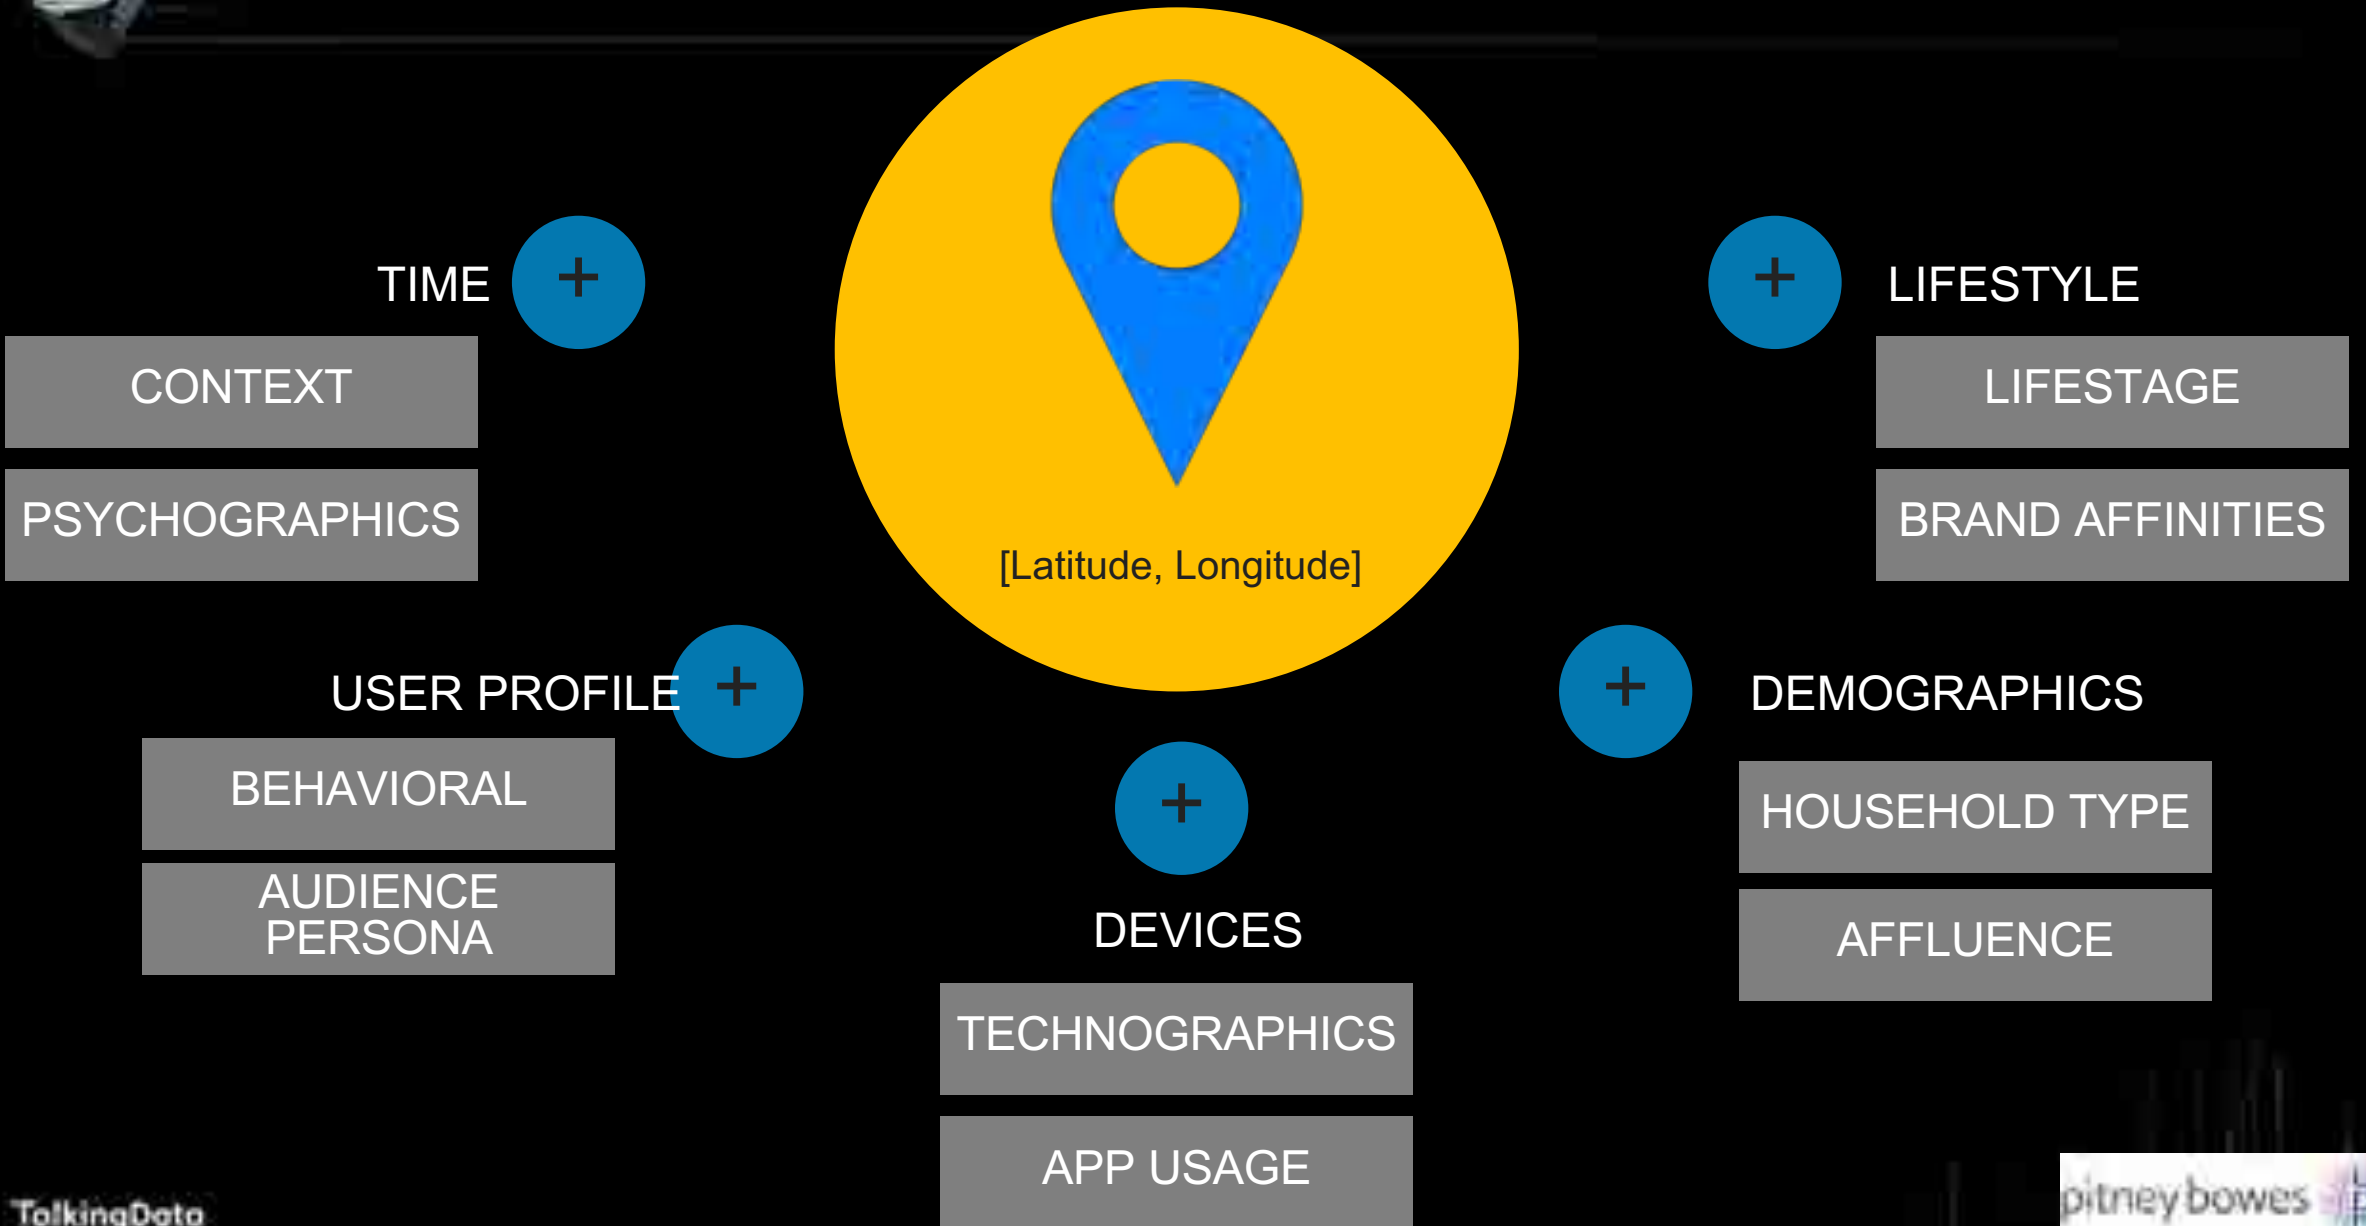 [Latitude, Longitude]
TIME
+
CONTEXT
PSYCHOGRAPHICS
+
LIFESTYLE
LIFESTAGE
BRAND AFFINITIES
USER PROFILE
+
BEHAVIORAL
AUDIENCE
PERSONA
+
DEMOGRAPHICS
HOUSEHOLD TYPE
AFFLUENCE
+
DEVICES
TECHNOGRAPHICS
APP USAGE
TalkingData
pitney bowes